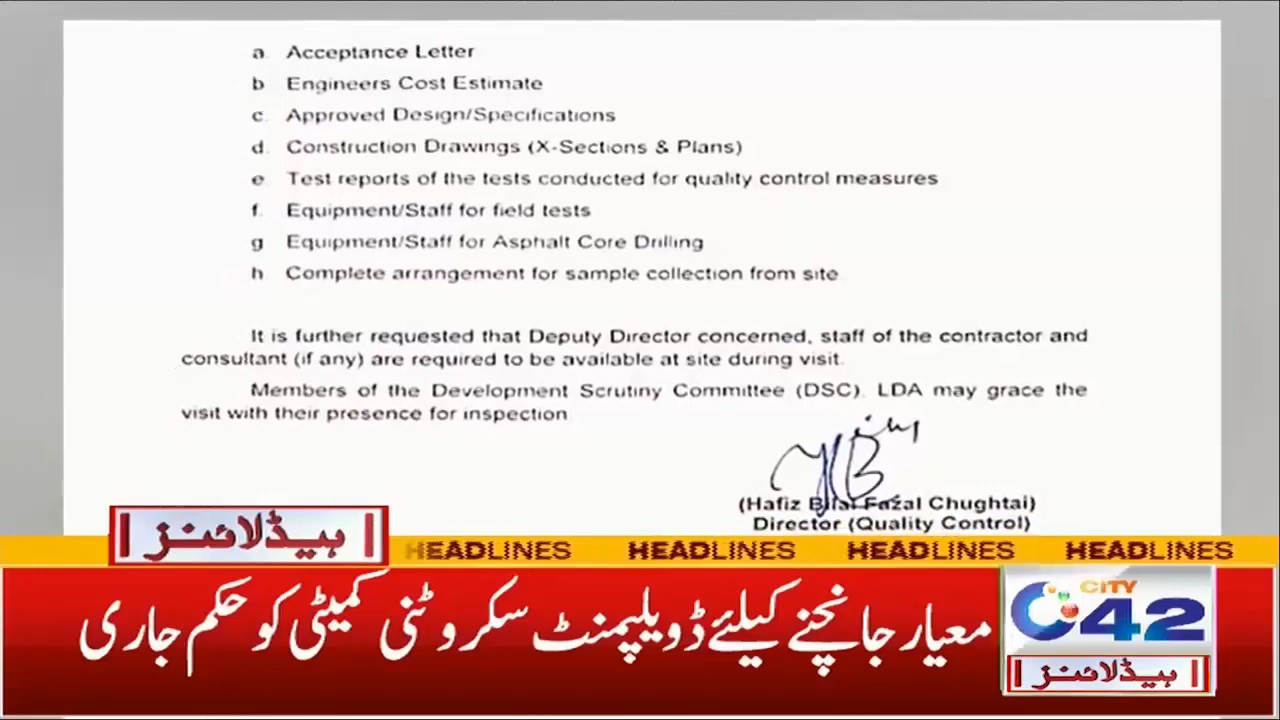 a. Acceptance Letter
b Engineers Cost Estimate
c. Approved Design/Specifications
d. Construction Drawings (X-Sections & Plans)
e Test reports of the tests conducted for quality control measures
f. Equipment/Staff for field tests
g Equipment/Staff for Asphalt Core Drilling
h Complete arrangement for sample collection from site
It is further requested that Deputy Director concerned, staff of the contractor and
consultant (if any) are required to be available at site during visit.
Members of the Development Scrutiny Committee (DSC), LDA may grace the
visit with their presence for inspection
(Hafiz Bilal Fazal Chughtai)
Director (Quality Control)
ہیڈلائنز
HEADLINES HEADLINES HEADLINES HEADLINES
معیار جانچنے کیلئے ڈویلپمنٹ سکروٹنی کمیٹی کو حکم جاری
CITY
42
ہیڈلائنز